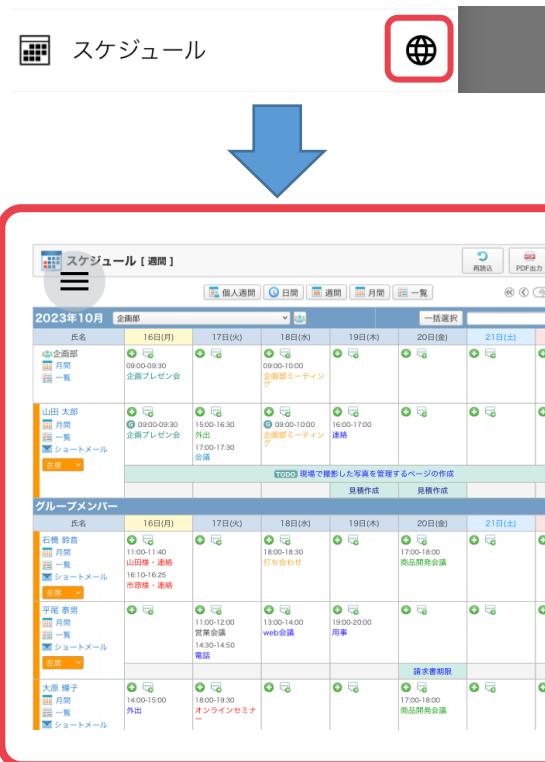 スケジュール
スケジュール [ 週間 ]
再読込 PDF出力
個人週間 日間 週間 月間 一覧
2023年10月 企画部 一括選択
氏名 16日(月) 17日(火) 18日(水) 19日(木) 20日(金) 21日(土)
企画部
月間
一覧
09:00-09:30
企画プレゼン会
09:00-10:00
企画部ミーティン
グ
山田 太郎
月間
一覧
ショートメール
在席
G 09:00-09:30
企画プレゼン会
15:00-16:30
外出
17:00-17:30
会議
G 09:00-10:00
企画部ミーティン
グ
16:00-17:00
連絡
TODO 現場で撮影した写真を管理するページの作成
見積作成 見積作成
グループメンバー
氏名 16日(月) 17日(火) 18日(水) 19日(木) 20日(金) 21日(土)
石橋 鈴音
月間
一覧
ショートメール
在席
11:00-11:40
山田様・連絡
16:10-16:25
市原様・連絡
18:00-18:30
打ち合わせ
17:00-18:00
商品開発会議
平尾 泰男
月間
一覧
ショートメール
在席
11:00-12:00
営業会議
14:30-14:50
電話
13:00-14:00
web会議
19:00-20:00
用事
請求書期限
大原 輝子
月間
一覧
ショートメール
14:00-15:00
外出
18:00-19:30
オンラインセミナ
ー
17:00-18:00
商品開発会議